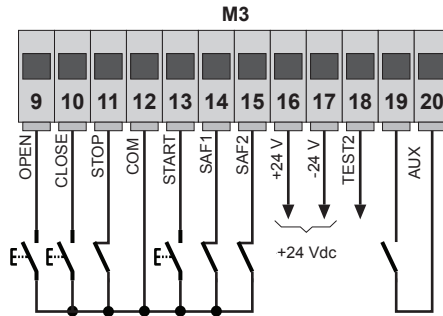 M3
9 10 11 12 13 14 15 16 17 18 19 20
OPEN CLOSE STOP COM START SAF1 SAF2 +24 V -24 V TEST2 AUX
+24 Vdc